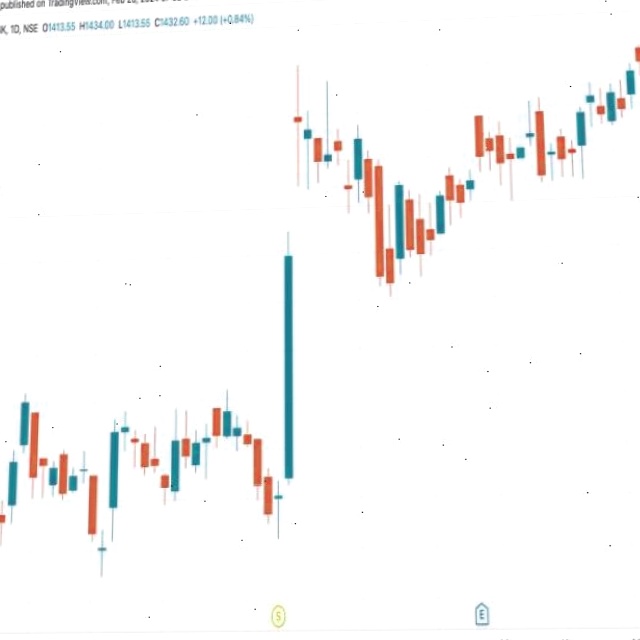 published on TradingView.com, Feb
K, 1D, NSE O1413.55 H1434.00 L1413.55 C1432.60 +12.00 (+0.84%)
S E